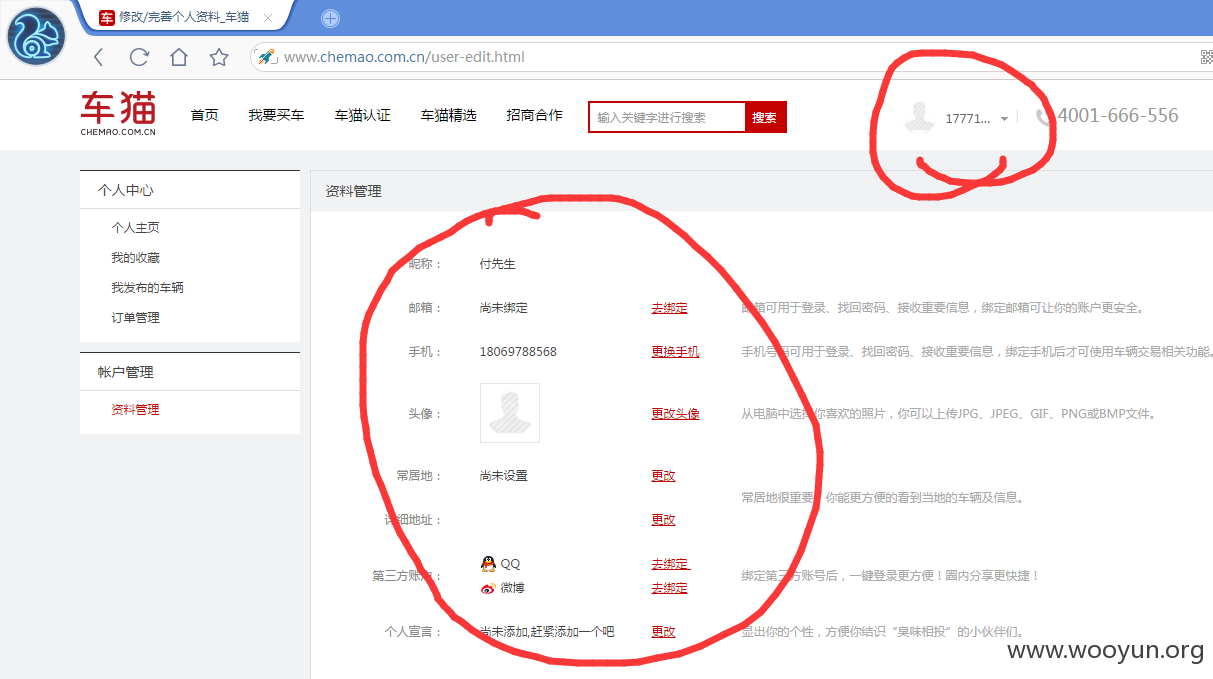 车 修改/完善个人资料_车猫
www.chemao.com.cn/user-edit.html
车猫
CHEMAO.COM.CN
首页 我要买车 车猫认证 车猫精选 招商合作 输入关键字进行搜索 搜索 17771... 4001-666-556
个人中心
个人主页
我的收藏
我发布的车辆
订单管理
帐户管理
资料管理
资料管理
昵称： 付先生
邮箱： 尚未绑定 去绑定 邮箱可用于登录、找回密码、接收重要信息，绑定邮箱可让你的账户更安全。
手机： 18069788568 更换手机 手机号码可用于登录、找回密码、接收重要信息，绑定手机后才可使用车辆交易相关功能。
头像： 更改头像 从电脑中选择你喜欢的照片，你可以上传JPG、JPEG、GIF、PNG或BMP文件。
常居地： 尚未设置 更改
常居地很重要，你能更方便的看到当地的车辆及信息。
详细地址： 更改
第三方账户： QQ 去绑定 绑定第三方账号后，一键登录更方便！圈内分享更快捷！
微博 去绑定
个人宣言： 尚未添加,赶紧添加一个吧 更改 显出你的个性，方便你结识“臭味相投”的小伙伴们。
www.wooyun.org